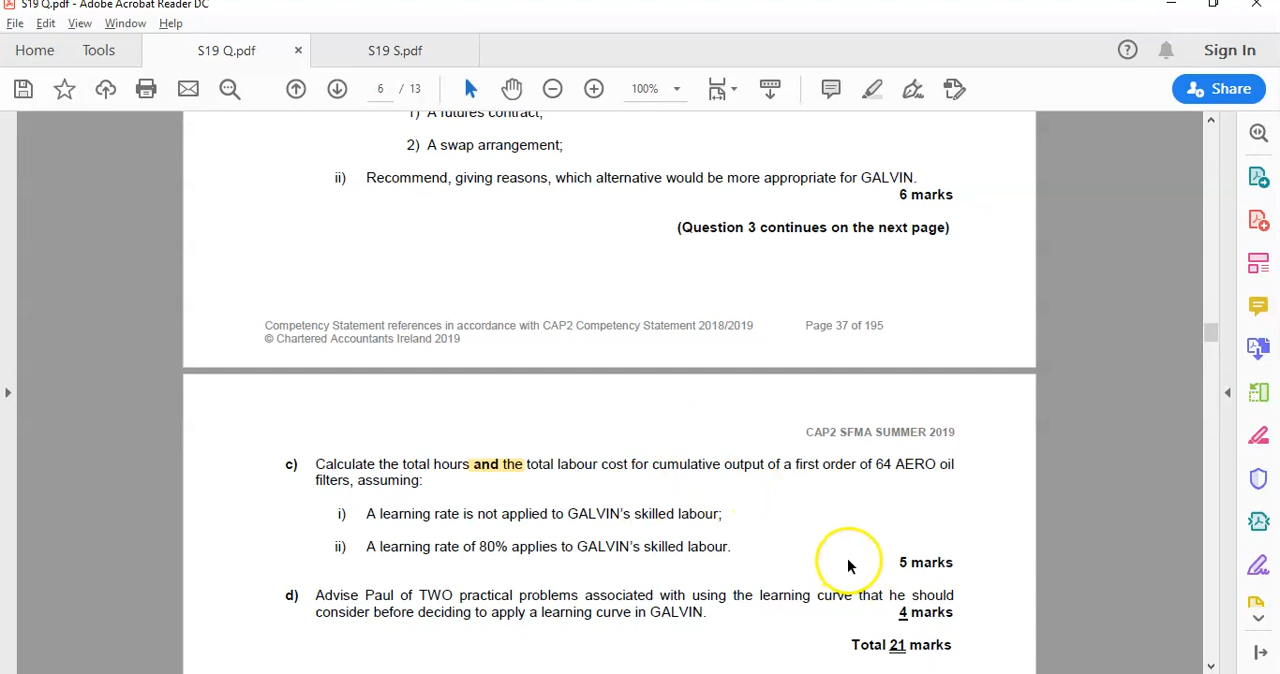 S19 Q.pdf - Adobe Acrobat Reader DC
File Edit View Window Help
Home Tools S19 Q.pdf × S19 S.pdf Sign In
6 / 13 100% Share
1) A futures contract;
2) A swap arrangement;
ii) Recommend, giving reasons, which alternative would be more appropriate for GALVIN.
6 marks
(Question 3 continues on the next page)
Competency Statement references in accordance with CAP2 Competency Statement 2018/2019 Page 37 of 195
© Chartered Accountants Ireland 2019
CAP2 SFMA SUMMER 2019
c) Calculate the total hours and the total labour cost for cumulative output of a first order of 64 AERO oil
filters, assuming:
i) A learning rate is not applied to GALVIN's skilled labour;
ii) A learning rate of 80% applies to GALVIN's skilled labour.
5 marks
d) Advise Paul of TWO practical problems associated with using the learning curve that he should
consider before deciding to apply a learning curve in GALVIN. 4 marks
Total 21 marks